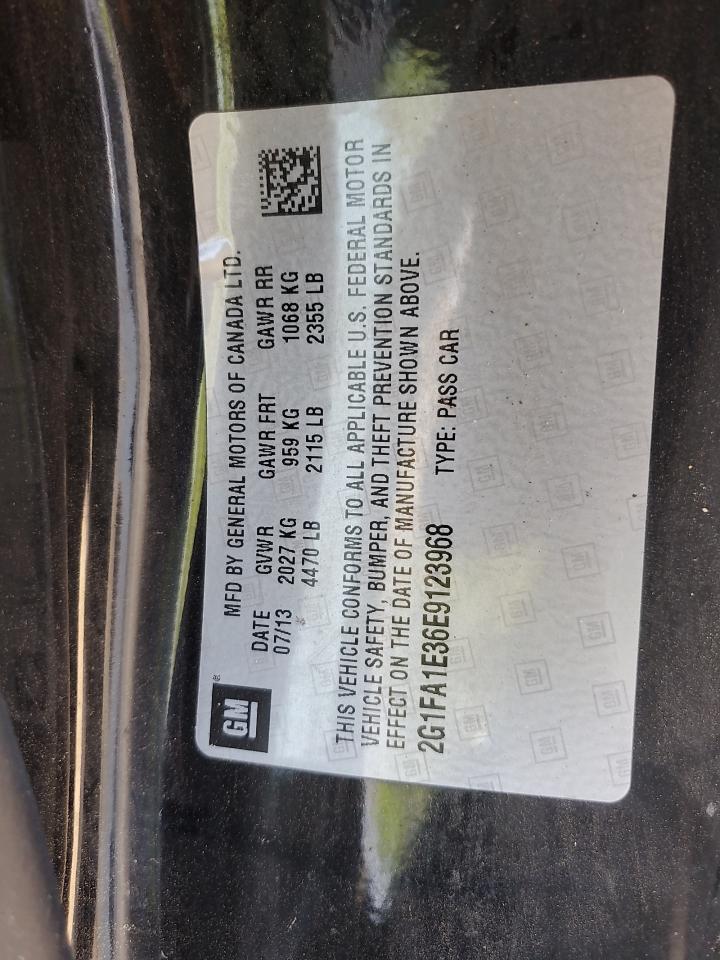 GM®
MFD BY GENERAL MOTORS OF CANADA LTD.
DATE GVWR GAWR FRT GAWR RR
07/13 2027 KG 959 KG 1068 KG
4470 LB 2115 LB 2355 LB
THIS VEHICLE CONFORMS TO ALL APPLICABLE U.S. FEDERAL MOTOR
VEHICLE SAFETY, BUMPER, AND THEFT PREVENTION STANDARDS IN
EFFECT ON THE DATE OF MANUFACTURE SHOWN ABOVE.
2G1FA1E36E9123968 TYPE: PASS CAR